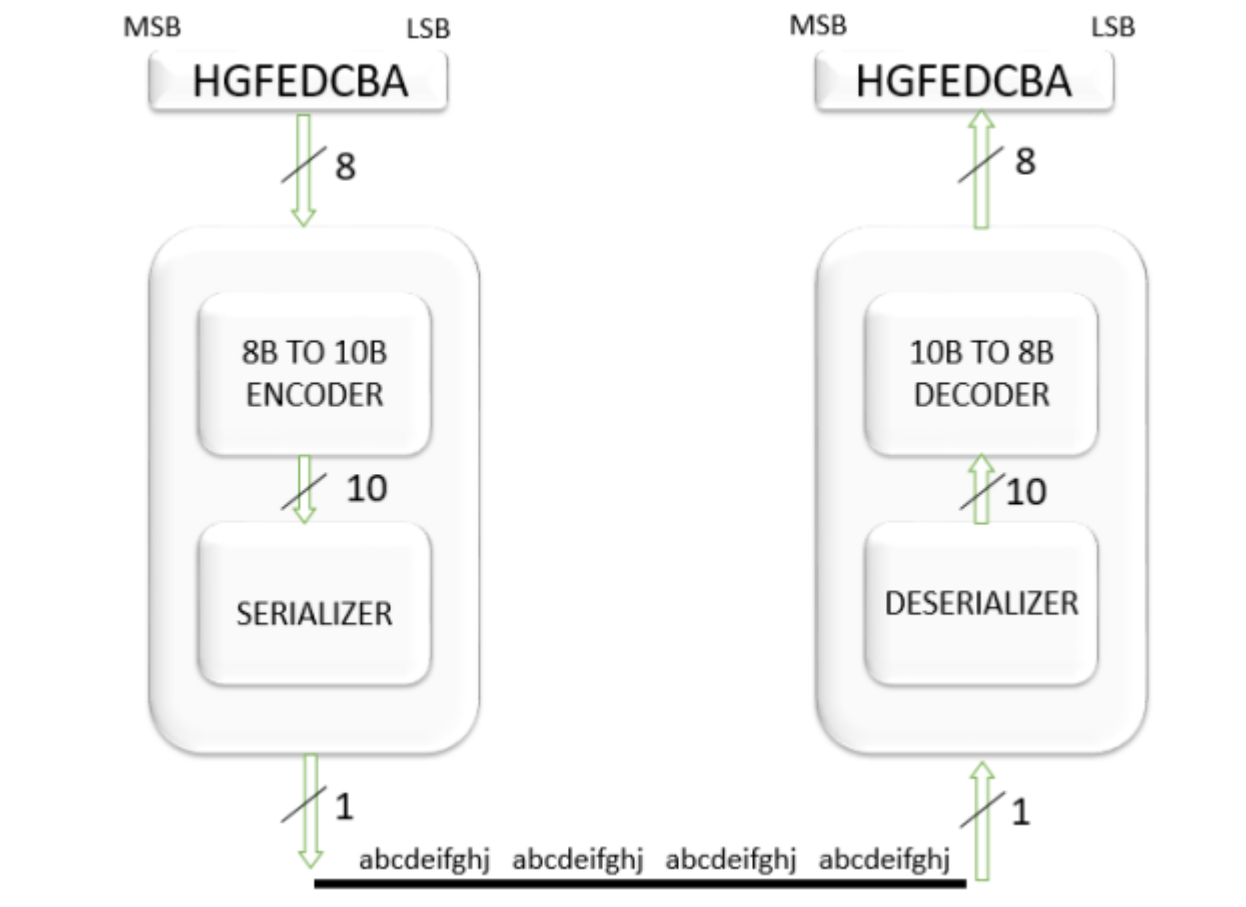 MSB LSB
HGFEDCBA
8
8B TO 10B
ENCODER
10
SERIALIZER
1
MSB LSB
HGFEDCBA
8
10B TO 8B
DECODER
10
DESERIALIZER
1
abcdeifghj abcdeifghj abcdeifghj abcdeifghj